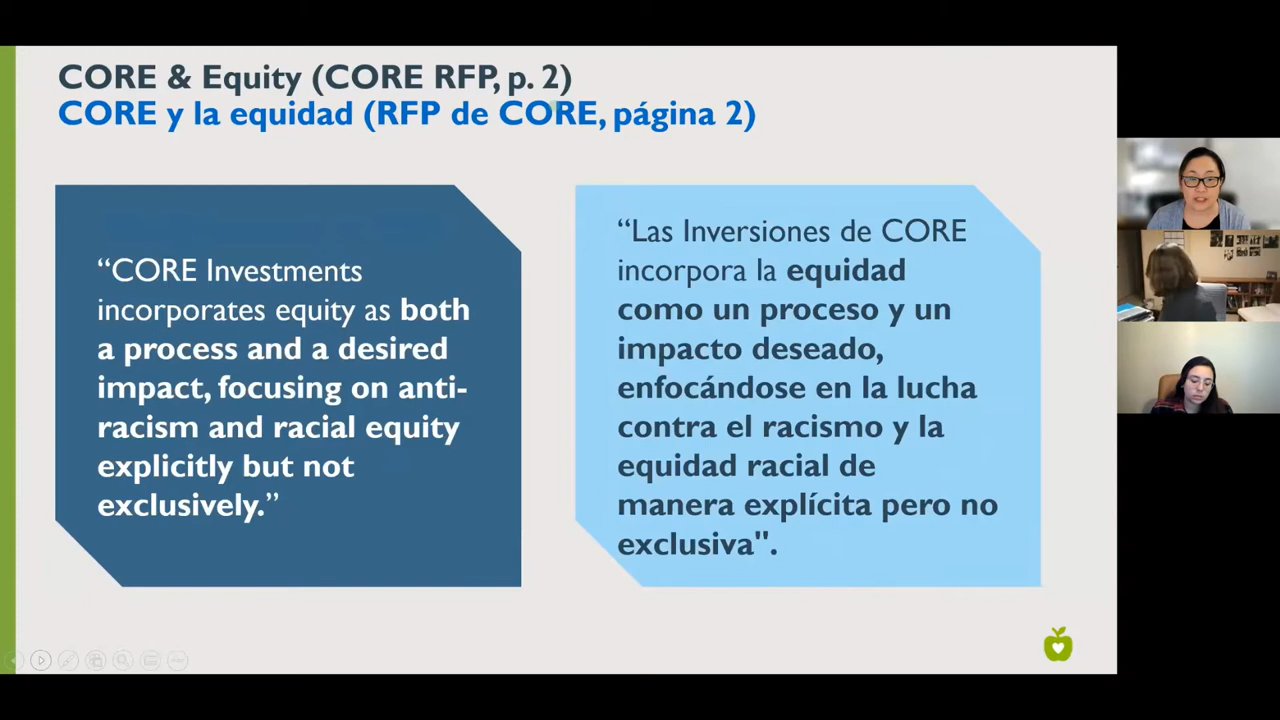 CORE & Equity (CORE RFP, p. 2)
CORE y la equidad (RFP de CORE, página 2)
“CORE Investments
incorporates equity as both
a process and a desired
impact, focusing on anti-
racism and racial equity
explicitly but not
exclusively.”
“Las Inversiones de CORE
incorpora la equidad
como un proceso y un
impacto deseado,
enfocándose en la lucha
contra el racismo y la
equidad racial de
manera explícita pero no
exclusiva".